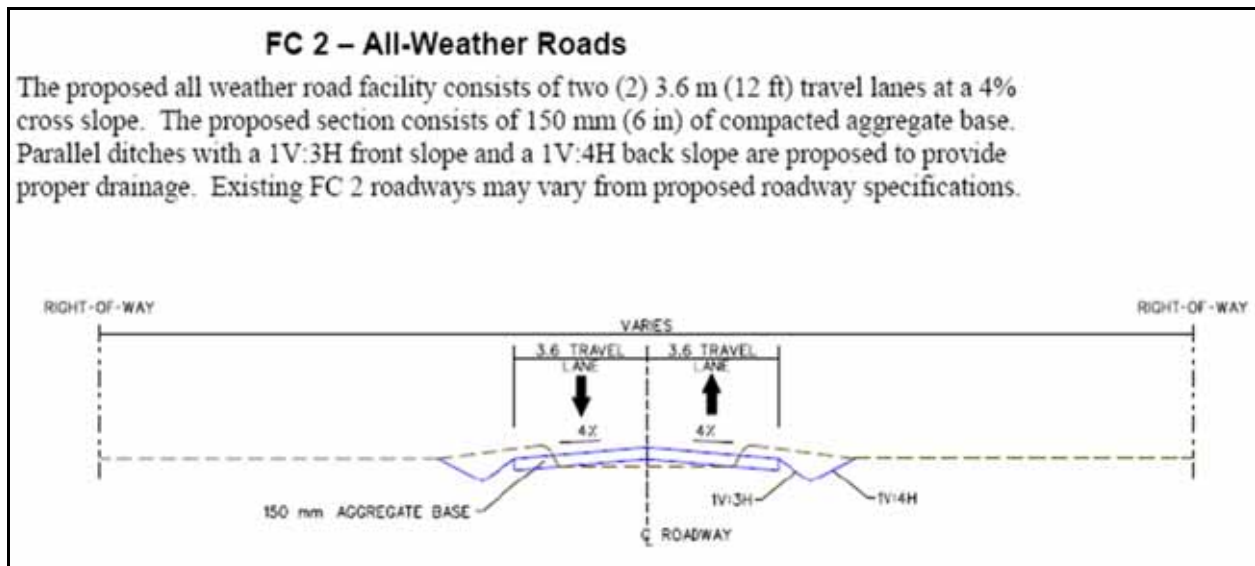 FC 2 – All-Weather Roads
The proposed all weather road facility consists of two (2) 3.6 m (12 ft) travel lanes at a 4%
cross slope. The proposed section consists of 150 mm (6 in) of compacted aggregate base.
Parallel ditches with a 1V:3H front slope and a 1V:4H back slope are proposed to provide
proper drainage. Existing FC 2 roadways may vary from proposed roadway specifications.
RIGHT-OF-WAY
RIGHT-OF-WAY
VARIES
3.6 TRAVEL
LANE
3.6 TRAVEL
LANE
4%
4%
150 mm AGGREGATE BASE
1V:3H
1V:4H
℄ ROADWAY